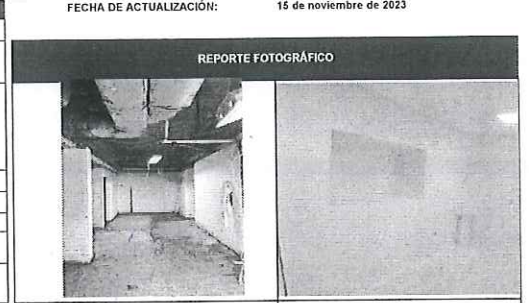 FECHA DE ACTUALIZACIÓN: 15 de noviembre de 2023
REPORTE FOTOGRÁFICO